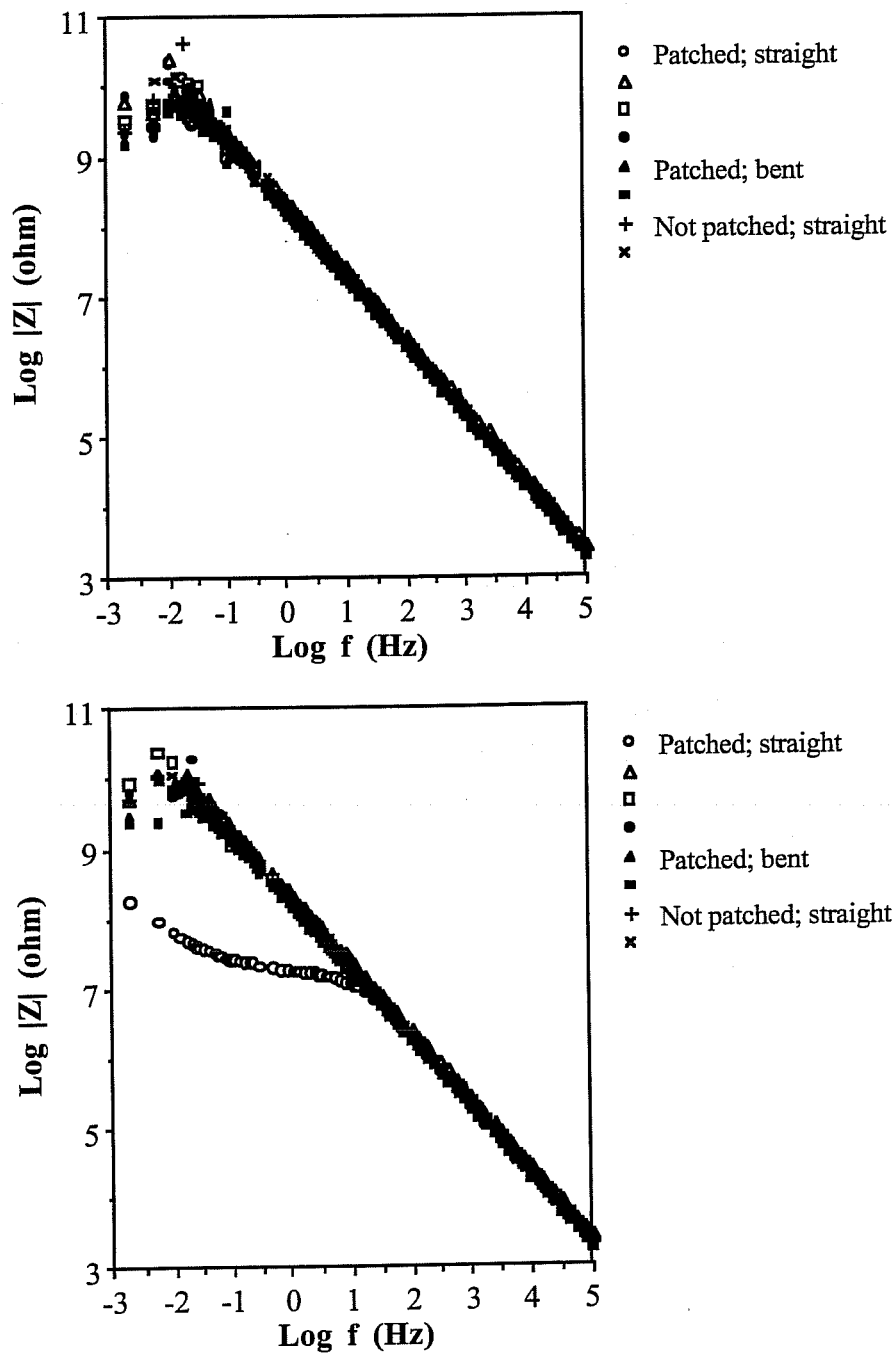 11
9
7
5
3
Log |Z| (ohm)
-3 -2 -1 0 1 2 3 4 5
Log f (Hz)
Patched; straight
Patched; bent
Not patched; straight
11
9
7
5
3
Log |Z| (ohm)
-3 -2 -1 0 1 2 3 4 5
Log f (Hz)
Patched; straight
Patched; bent
Not patched; straight